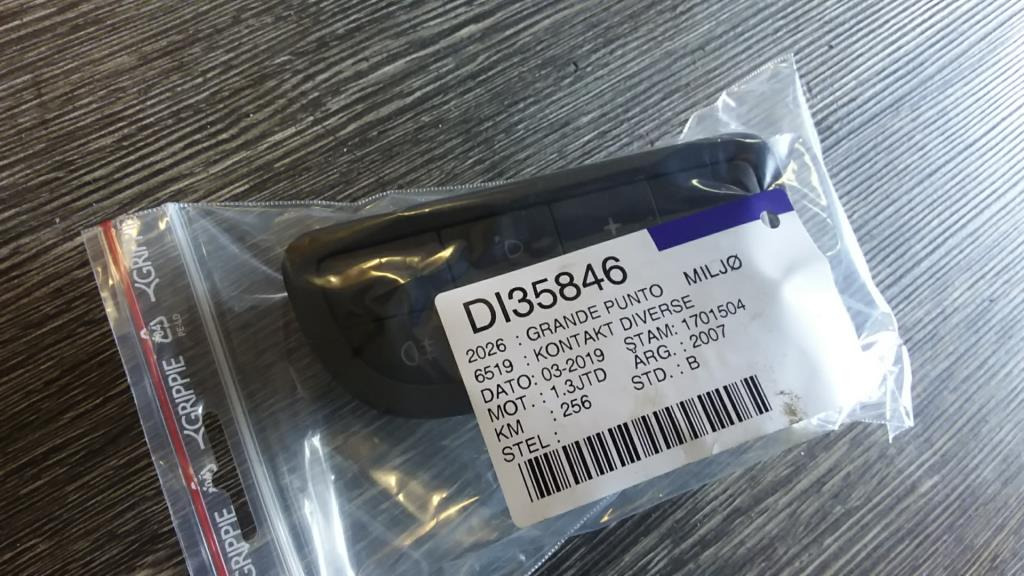 DI35846
MILJØ
2026 : GRANDE PUNTO
6519 : KONTAKT DIVERSE
DATO: 03-2019 STAM: 1701504
MOT. : 1.3JTD ÅRG. : 2007
KM : 256 STD. : B
STEL :
GRIPPIE
GRIPPIE